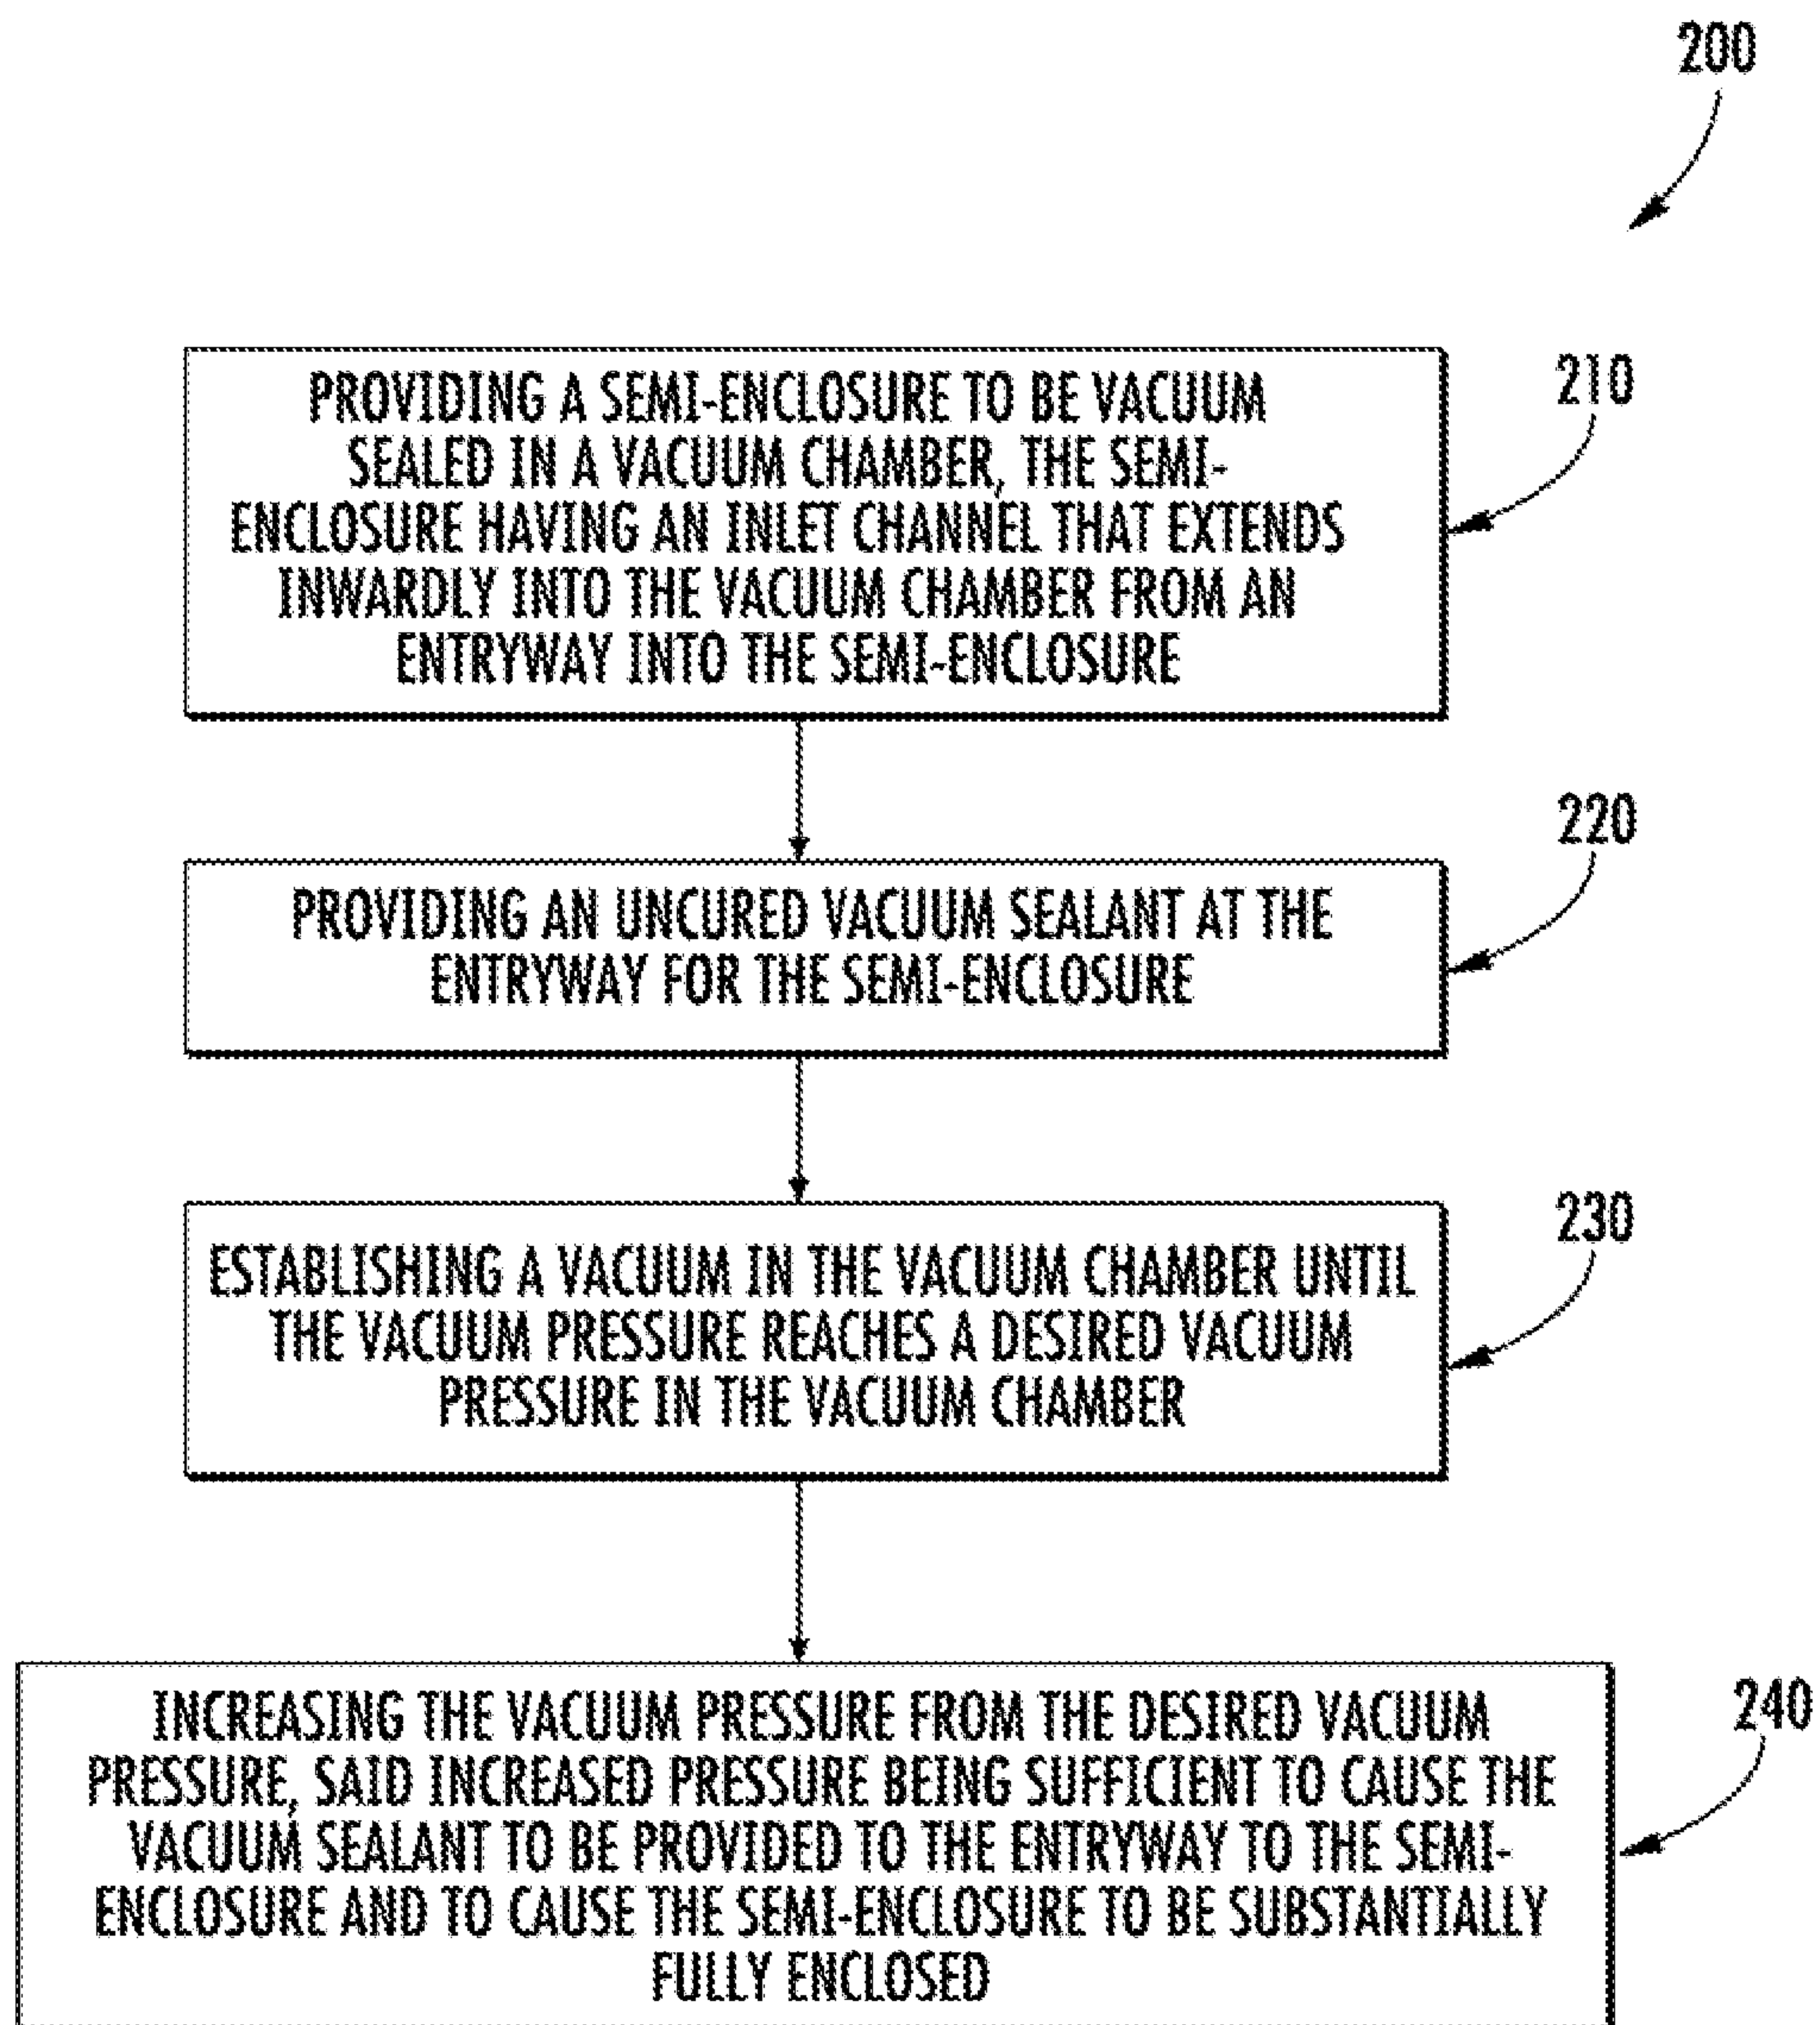 200
PROVIDING A SEMI-ENCLOSURE TO BE VACUUM
SEALED IN A VACUUM CHAMBER, THE SEMI-
ENCLOSURE HAVING AN INLET CHANNEL THAT EXTENDS
INWARDLY INTO THE VACUUM CHAMBER FROM AN
ENTRYWAY INTO THE SEMI-ENCLOSURE
210
PROVIDING AN UNCURED VACUUM SEALANT AT THE
ENTRYWAY FOR THE SEMI-ENCLOSURE
220
ESTABLISHING A VACUUM IN THE VACUUM CHAMBER UNTIL
THE VACUUM PRESSURE REACHES A DESIRED VACUUM
PRESSURE IN THE VACUUM CHAMBER
230
INCREASING THE VACUUM PRESSURE FROM THE DESIRED VACUUM
PRESSURE, SAID INCREASED PRESSURE BEING SUFFICIENT TO CAUSE THE
VACUUM SEALANT TO BE PROVIDED TO THE ENTRYWAY TO THE SEMI-
ENCLOSURE AND TO CAUSE THE SEMI-ENCLOSURE TO BE SUBSTANTIALLY
FULLY ENCLOSED
240